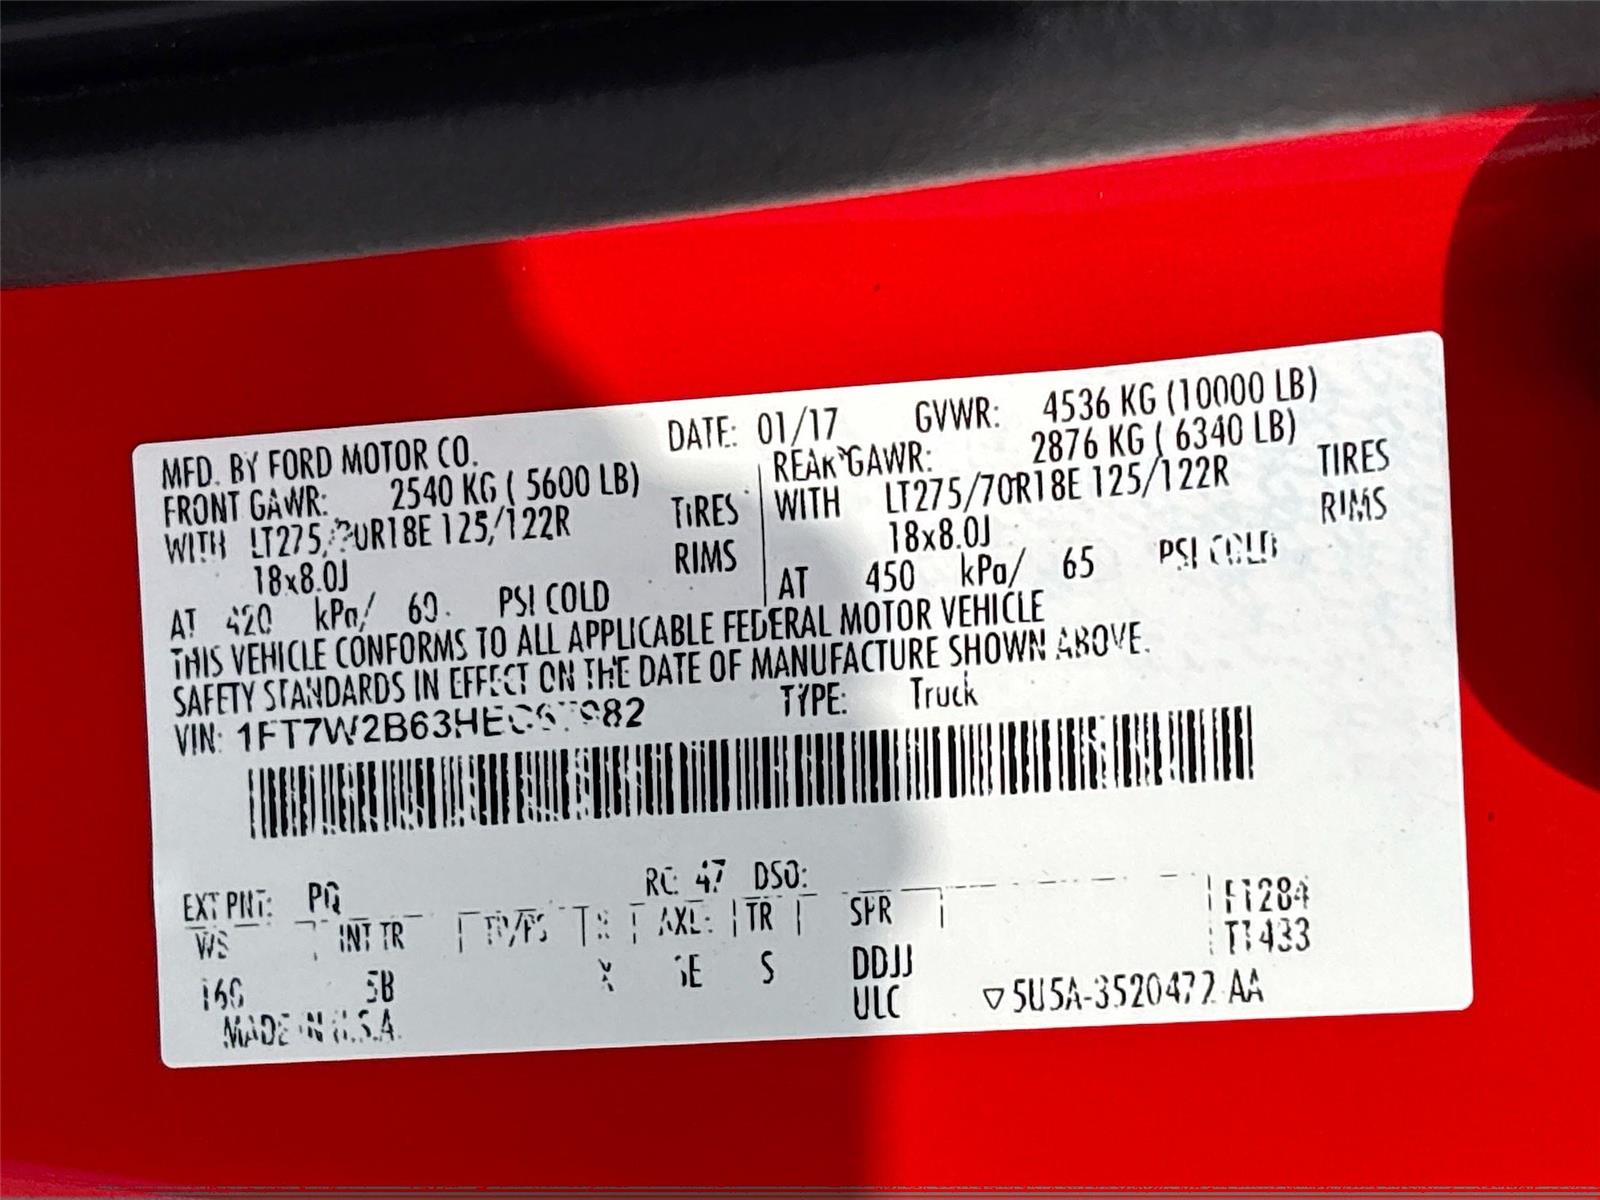 MFD. BY FORD MOTOR CO. DATE: 01/17 GVWR: 4536 KG (10000 LB)
FRONT GAWR: 2540 KG ( 5600 LB) REAR GAWR: 2876 KG ( 6340 LB)
WITH TIRES WITH LT275/70R18E 125/122R TIRES
18x8.0J RIMS 18x8.0J RIMS
AT 420 kPa/ 60 PSI COLD AT 450 kPa/ 65 PSI COLD
THIS VEHICLE CONFORMS TO ALL APPLICABLE FEDERAL MOTOR VEHICLE
SAFETY STANDARDS IN EFFECT ON THE DATE OF MANUFACTURE SHOWN ABOVE.
VIN: TYPE: Truck
EXT PNT: PQ RC: 47 DSO:
WS INT TR TP/PS R AXLE TR SPR F1284
T1433
5B S DDJJ
MADE IN U.S.A. ULC ▽5U5A-3520472-AA